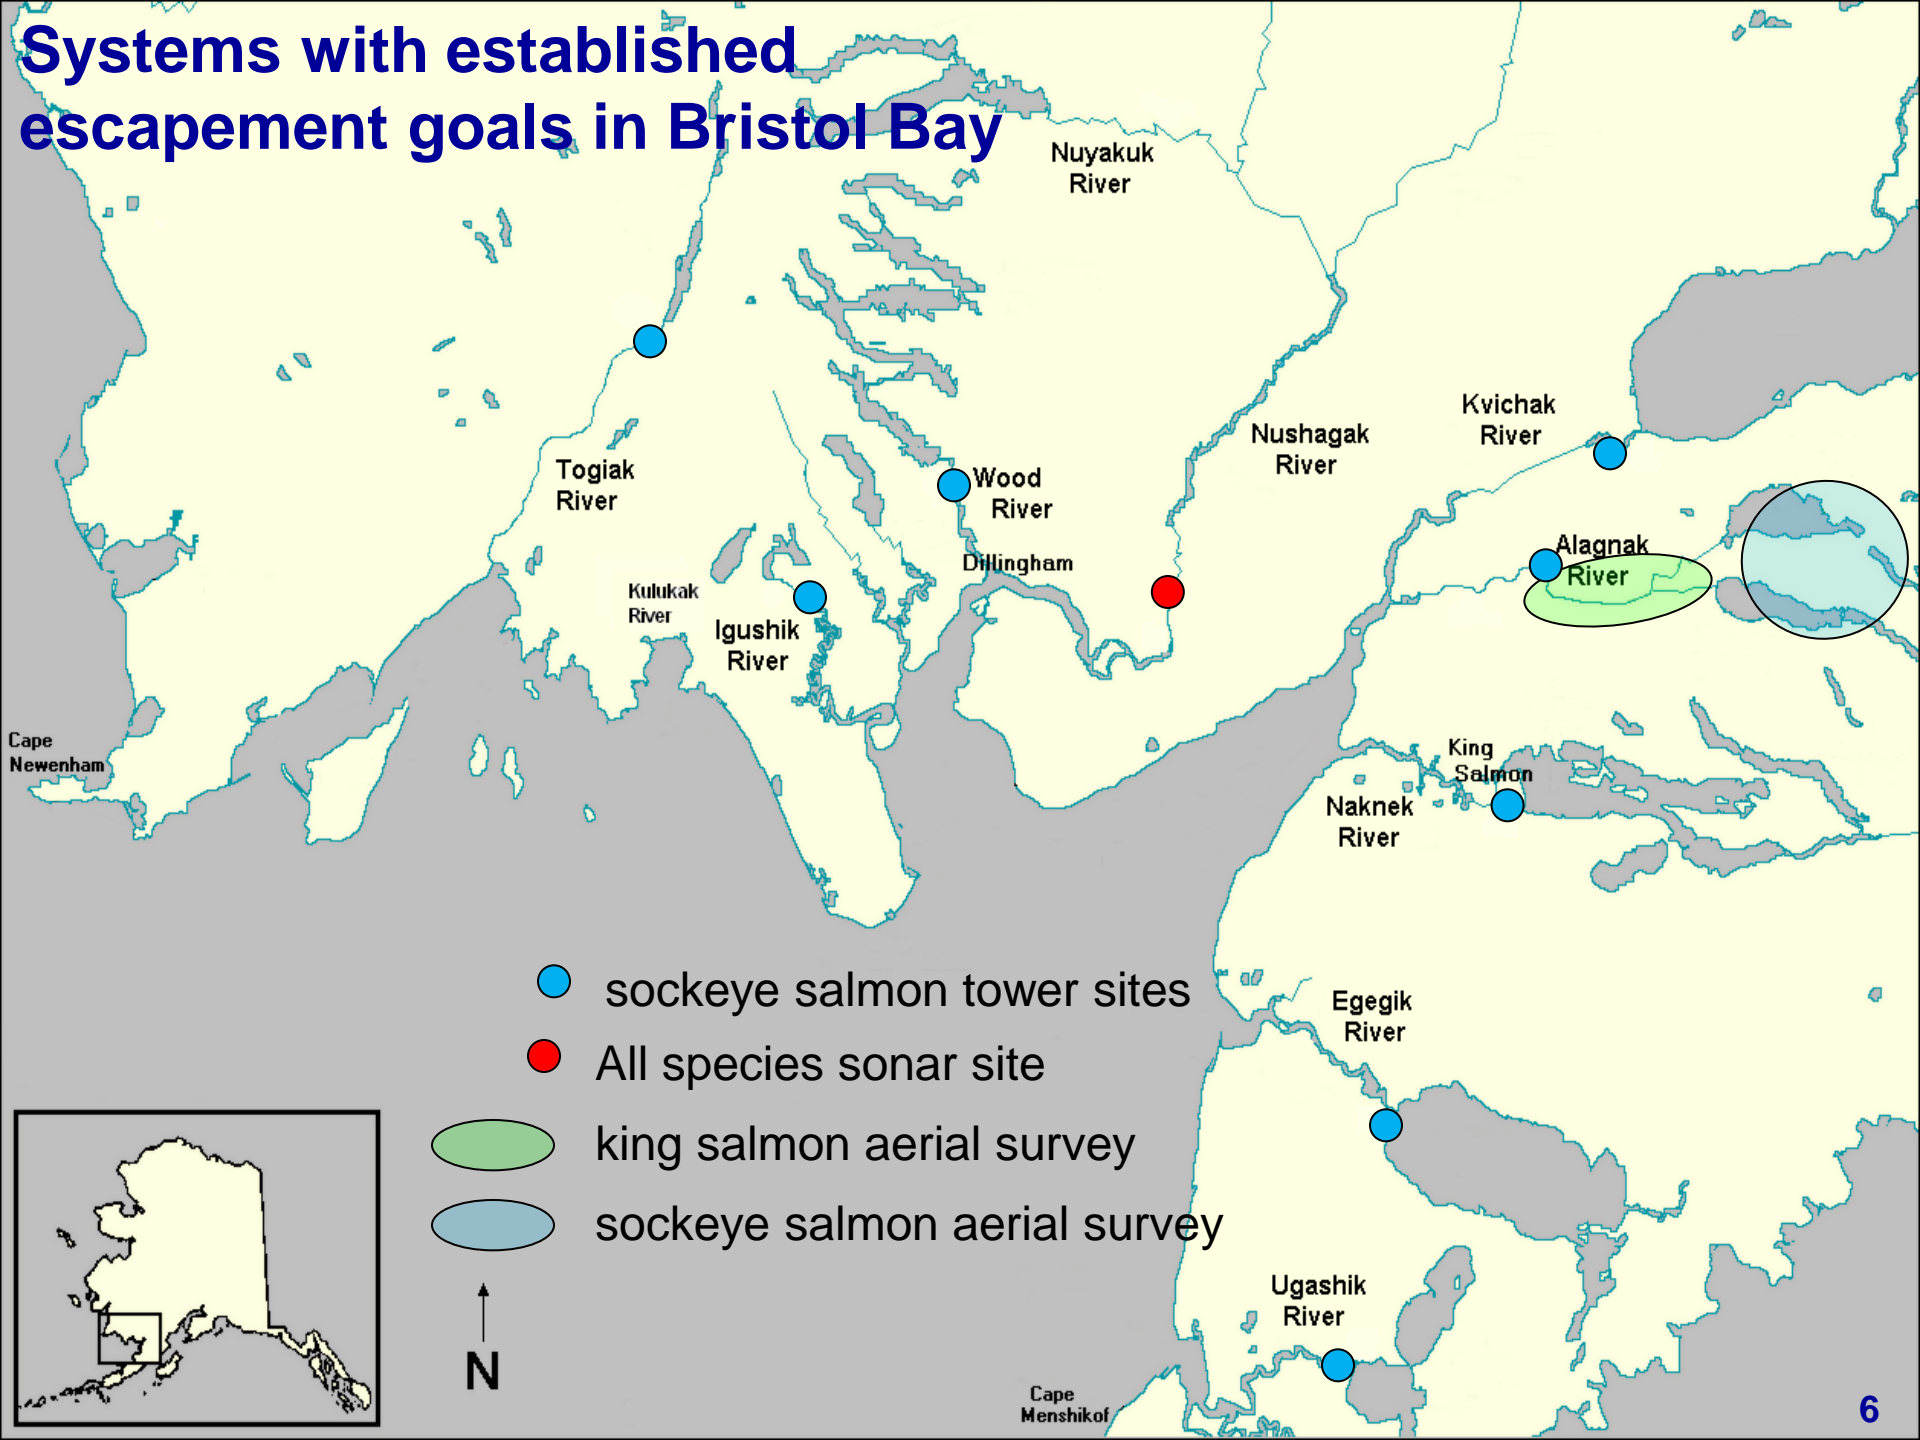 Systems with established
escapement goals in Bristol Bay
Nuyakuk
River
Kvichak
River
Nushagak
River
Togiak
River
Wood
River
Alagnak
River
Dillingham
Kulukak
River
Igushik
River
Cape
Newenham
King
Salmon
Naknek
River
sockeye salmon tower sites
Egegik
River
All species sonar site
king salmon aerial survey
sockeye salmon aerial survey
Ugashik
River
N
Cape
Menshikof
6